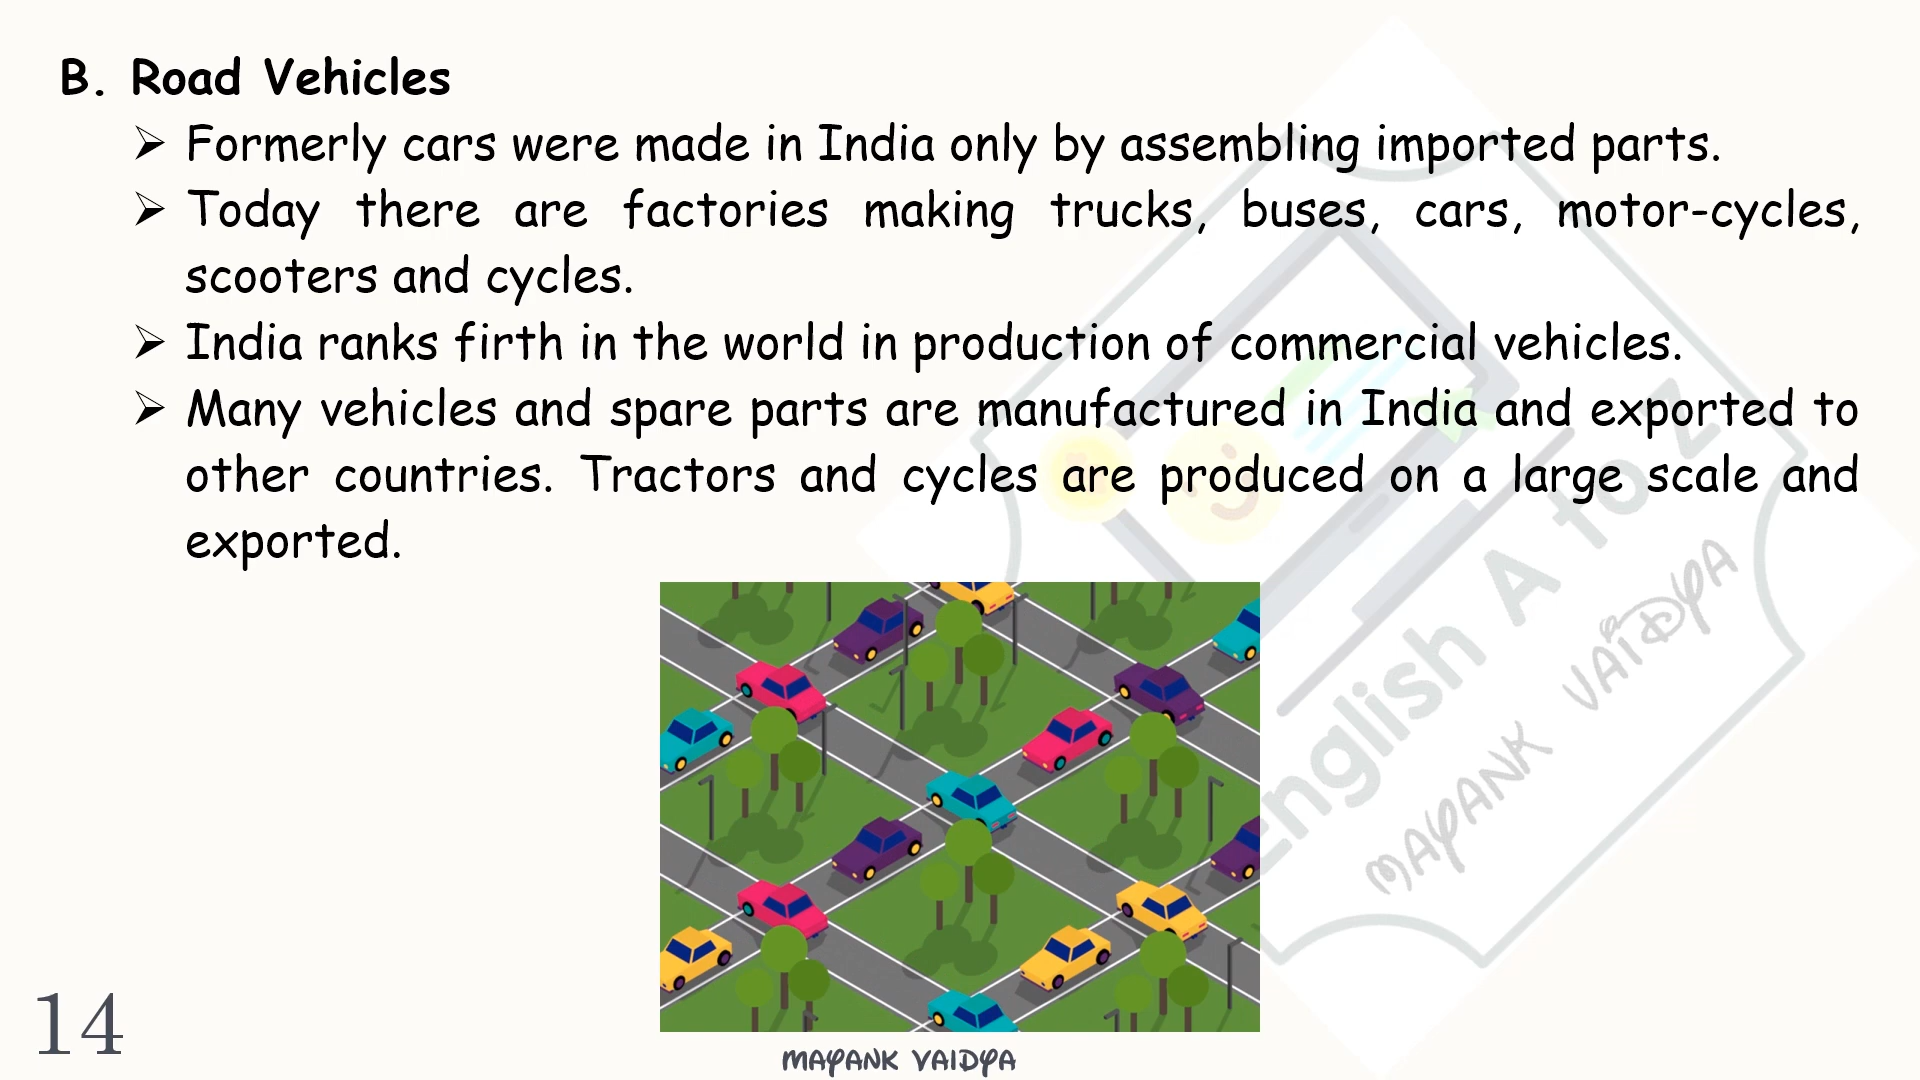 B. Road Vehicles
➢ Formerly cars were made in India only by assembling imported parts.
➢ Today there are factories making trucks, buses, cars, motor-cycles,
scooters and cycles.
➢ India ranks firth in the world in production of commercial vehicles.
➢ Many vehicles and spare parts are manufactured in India and exported to
other countries. Tractors and cycles are produced on a large scale and
exported.
English A to Z
MAYANK VAIDYA
14
MAYANK VAIDYA